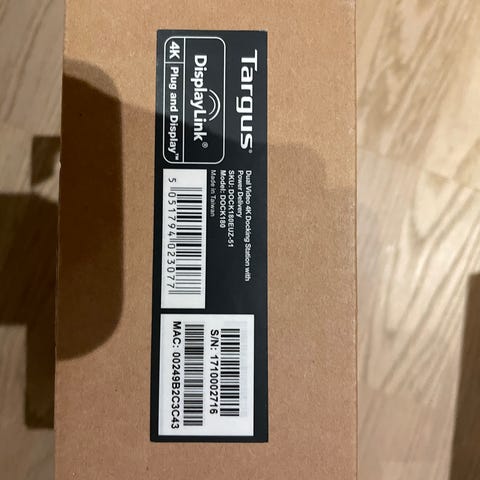 Targus®
DisplayLink®
4K Plug and Display™
Dual Video 4K Docking Station with
Power Delivery
SKU: DOCK180EUZ-51
Model: DOCK180
Made in Taiwan
5 051794 023077
S/N: 1710002716
MAC: 00249B2C3C43